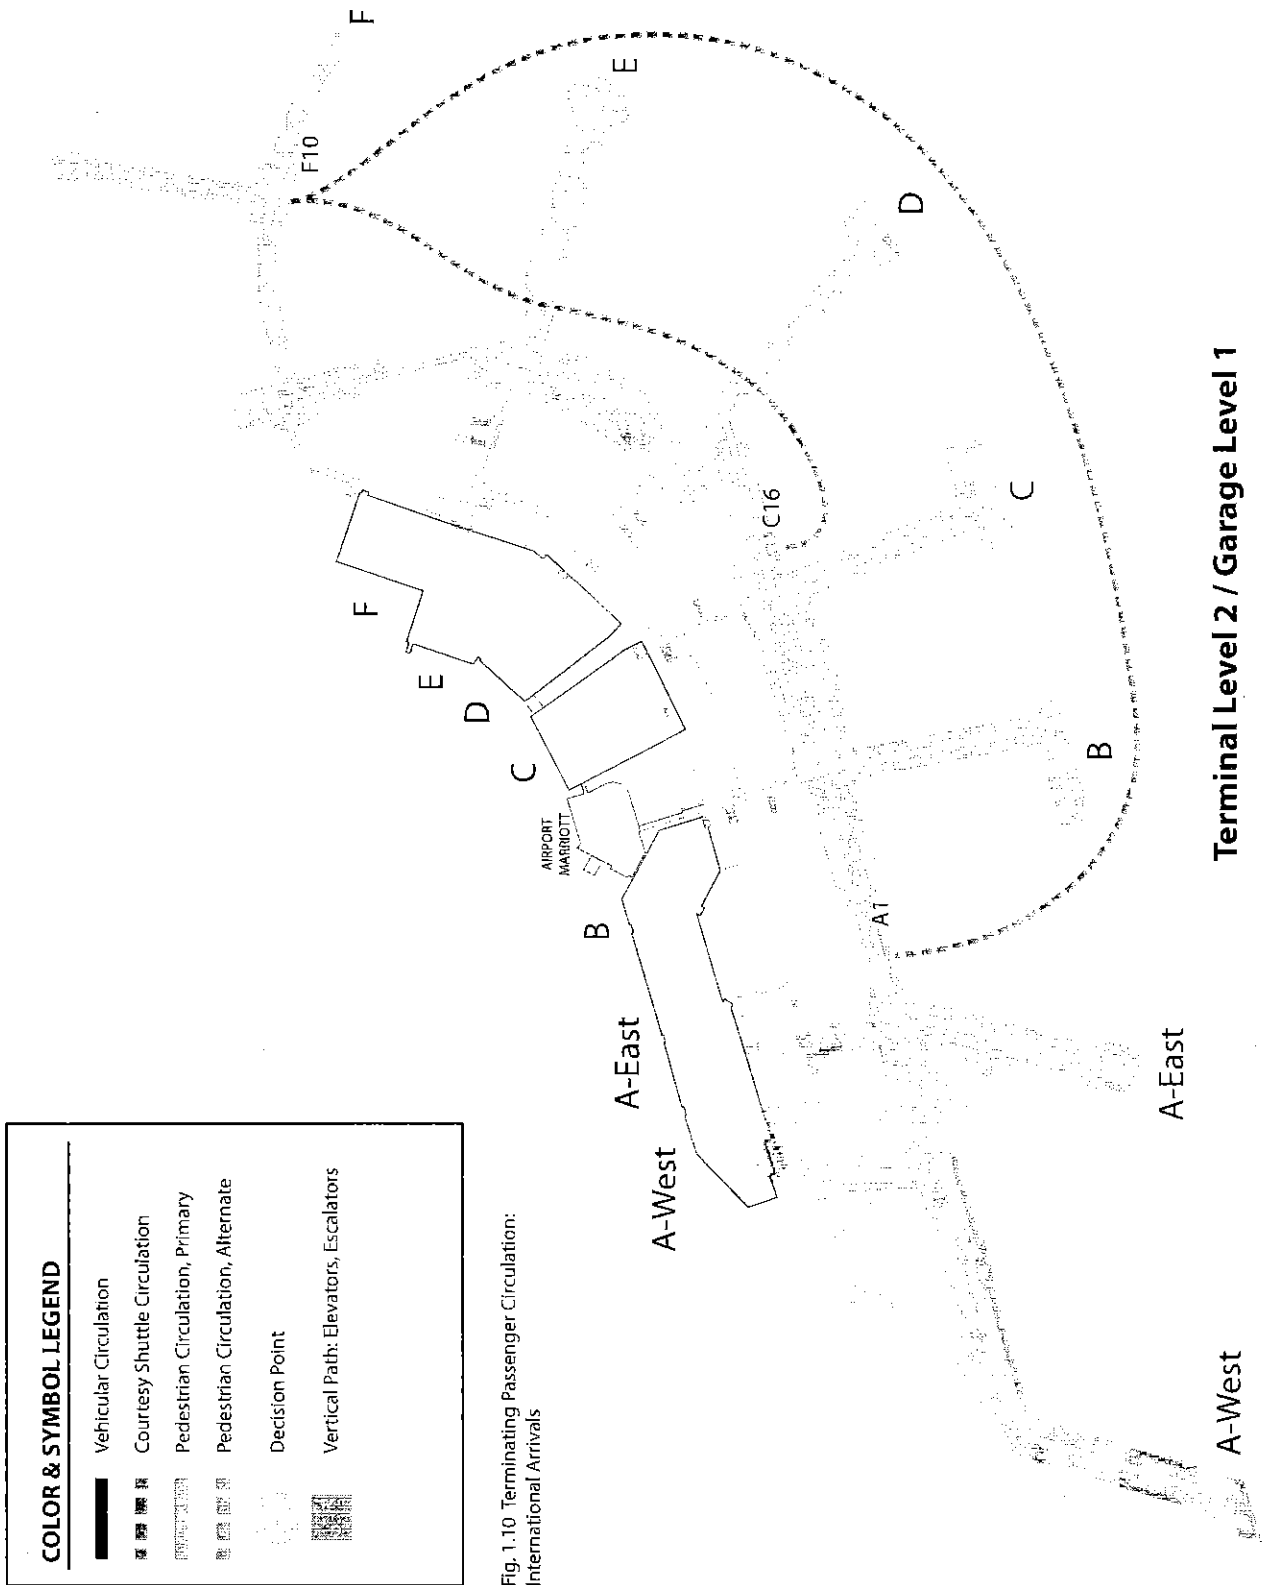 COLOR & SYMBOL LEGEND
Vehicular Circulation
Courtesy Shuttle Circulation
Pedestrian Circulation, Primary
Pedestrian Circulation, Alternate
Decision Point
Vertical Path: Elevators, Escalators
Fig. 1.10 Terminating Passenger Circulation:
International Arrivals
A-West
A-East
B
AIRPORT
MARRIOTT
C
D
E
F
A-West
A-East
A1
B
C16
C
D
E
F10
F
Terminal Level 2 / Garage Level 1